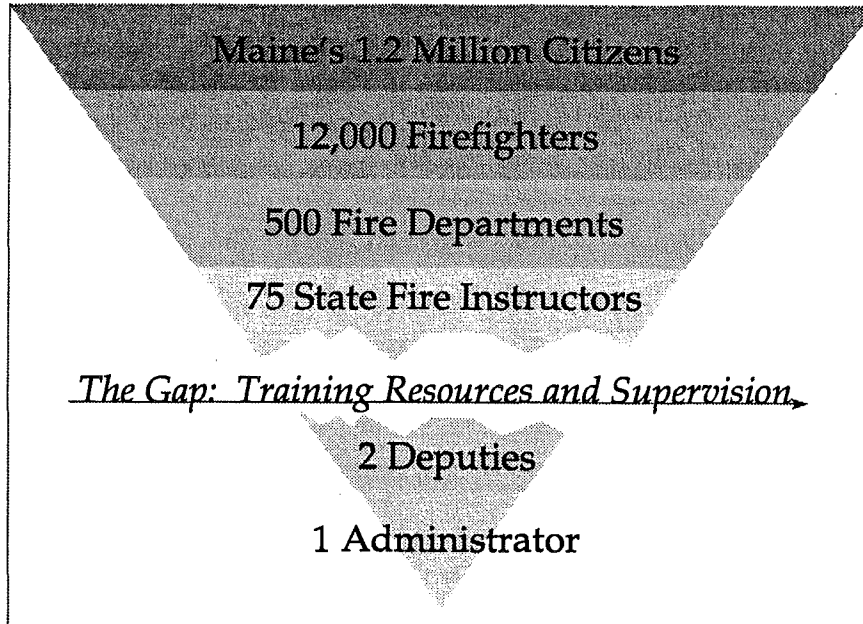 Maine's 1.2 Million Citizens
12,000 Firefighters
500 Fire Departments
75 State Fire Instructors
The Gap: Training Resources and Supervision
2 Deputies
1 Administrator